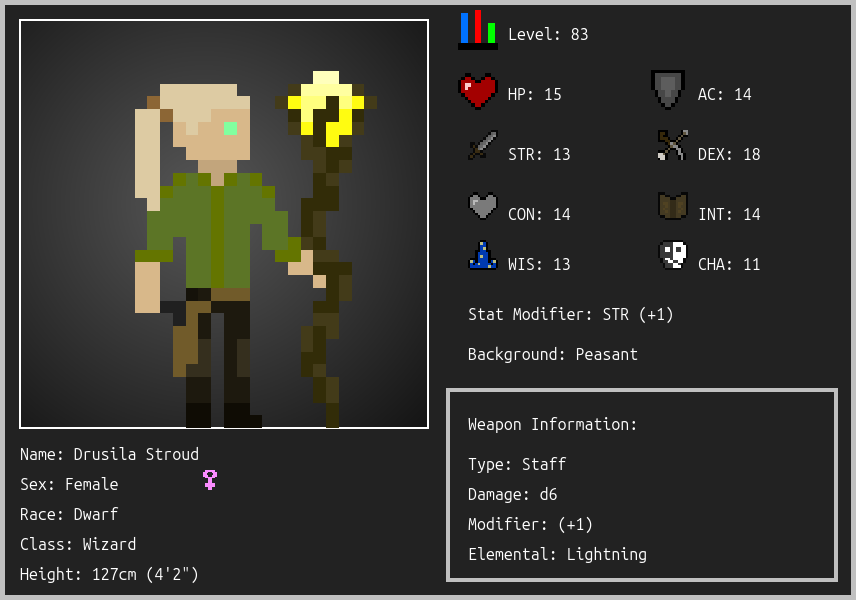 Level: 83
HP: 15
AC: 14
STR: 13
DEX: 18
CON: 14
INT: 14
WIS: 13
CHA: 11
Stat Modifier: STR (+1)
Background: Peasant
Weapon Information:
Type: Staff
Damage: d6
Modifier: (+1)
Elemental: Lightning
Name: Drusila Stroud
Sex: Female
Race: Dwarf
Class: Wizard
Height: 127cm (4'2")